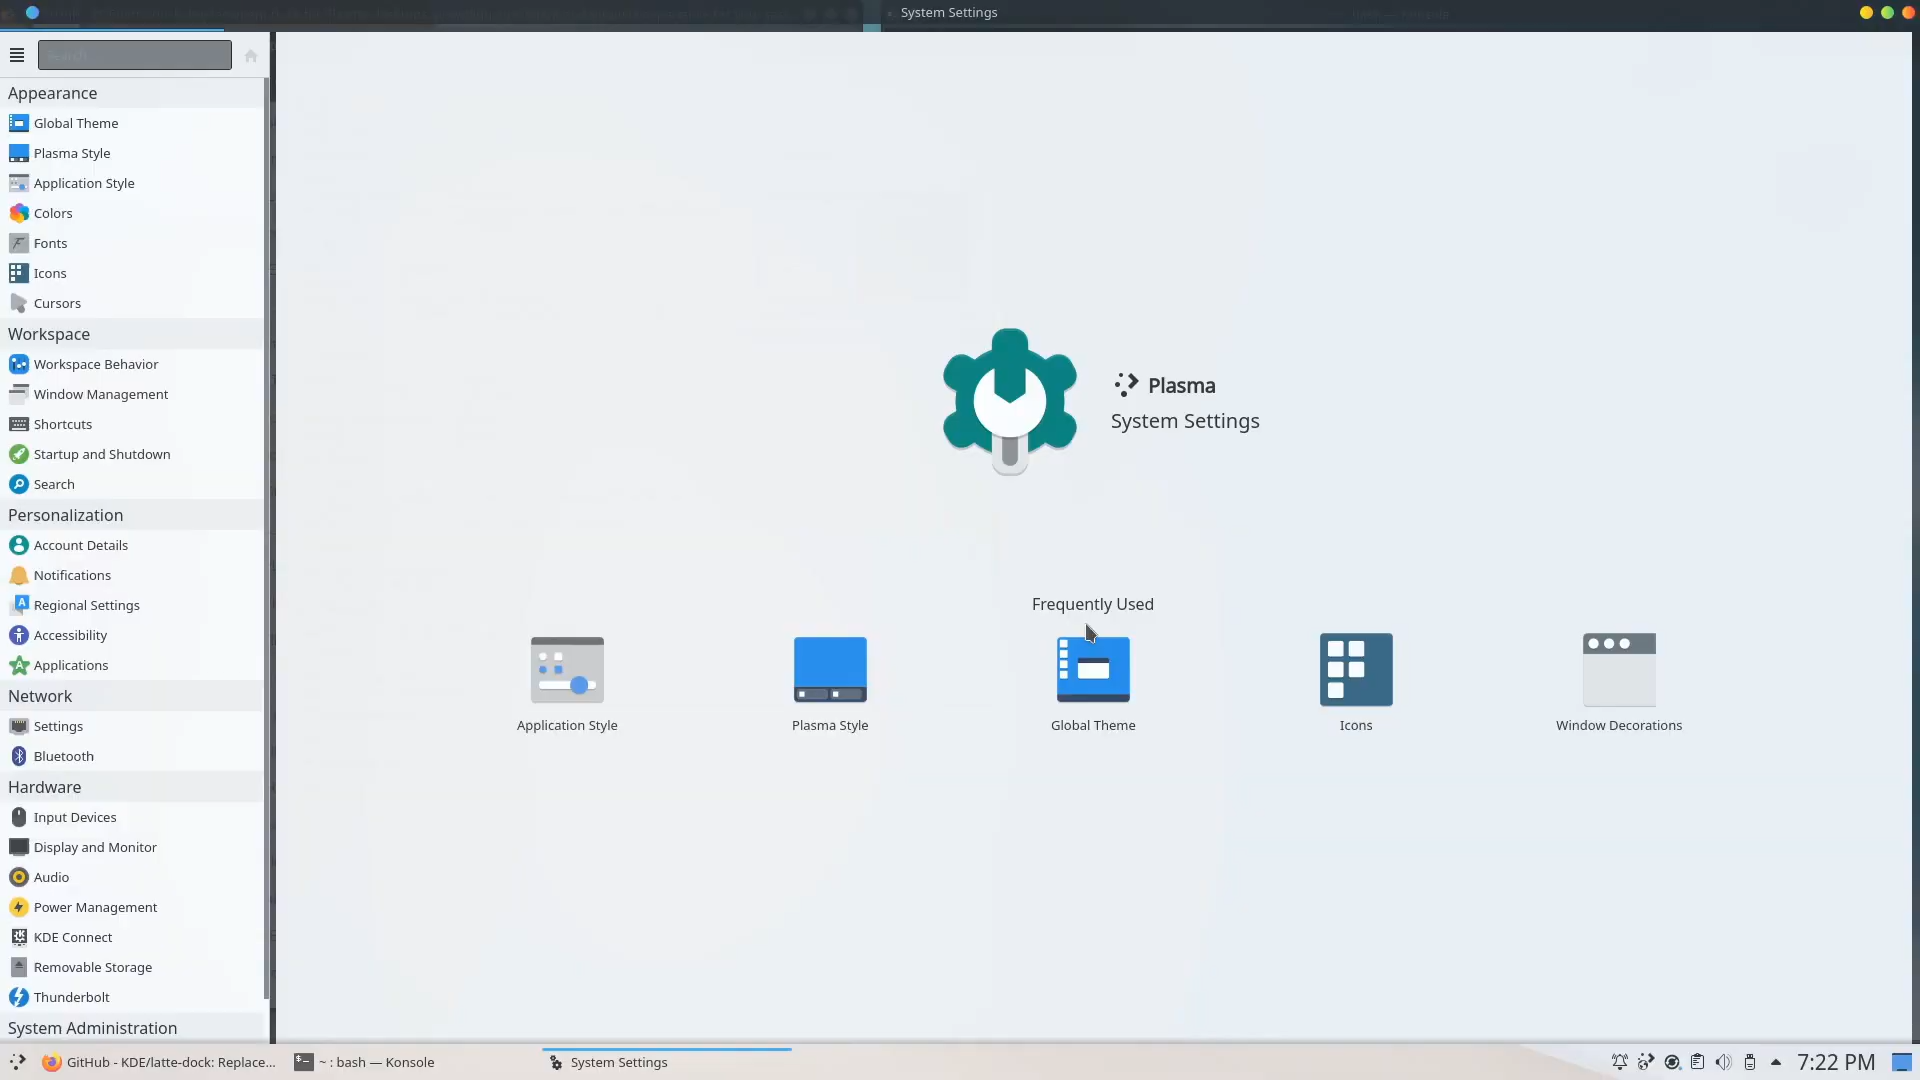 System Settings
Search...
Appearance
Global Theme
Plasma Style
Application Style
Colors
Fonts
Icons
Cursors
Workspace
Workspace Behavior
Window Management
Shortcuts
Startup and Shutdown
Search
Personalization
Account Details
Notifications
Regional Settings
Accessibility
Applications
Network
Settings
Bluetooth
Hardware
Input Devices
Display and Monitor
Audio
Power Management
KDE Connect
Removable Storage
Thunderbolt
System Administration
Plasma
System Settings
Frequently Used
Application Style
Plasma Style
Global Theme
Icons
Window Decorations
GitHub - KDE/latte-dock: Replace...
~ : bash — Konsole
System Settings
7:22 PM